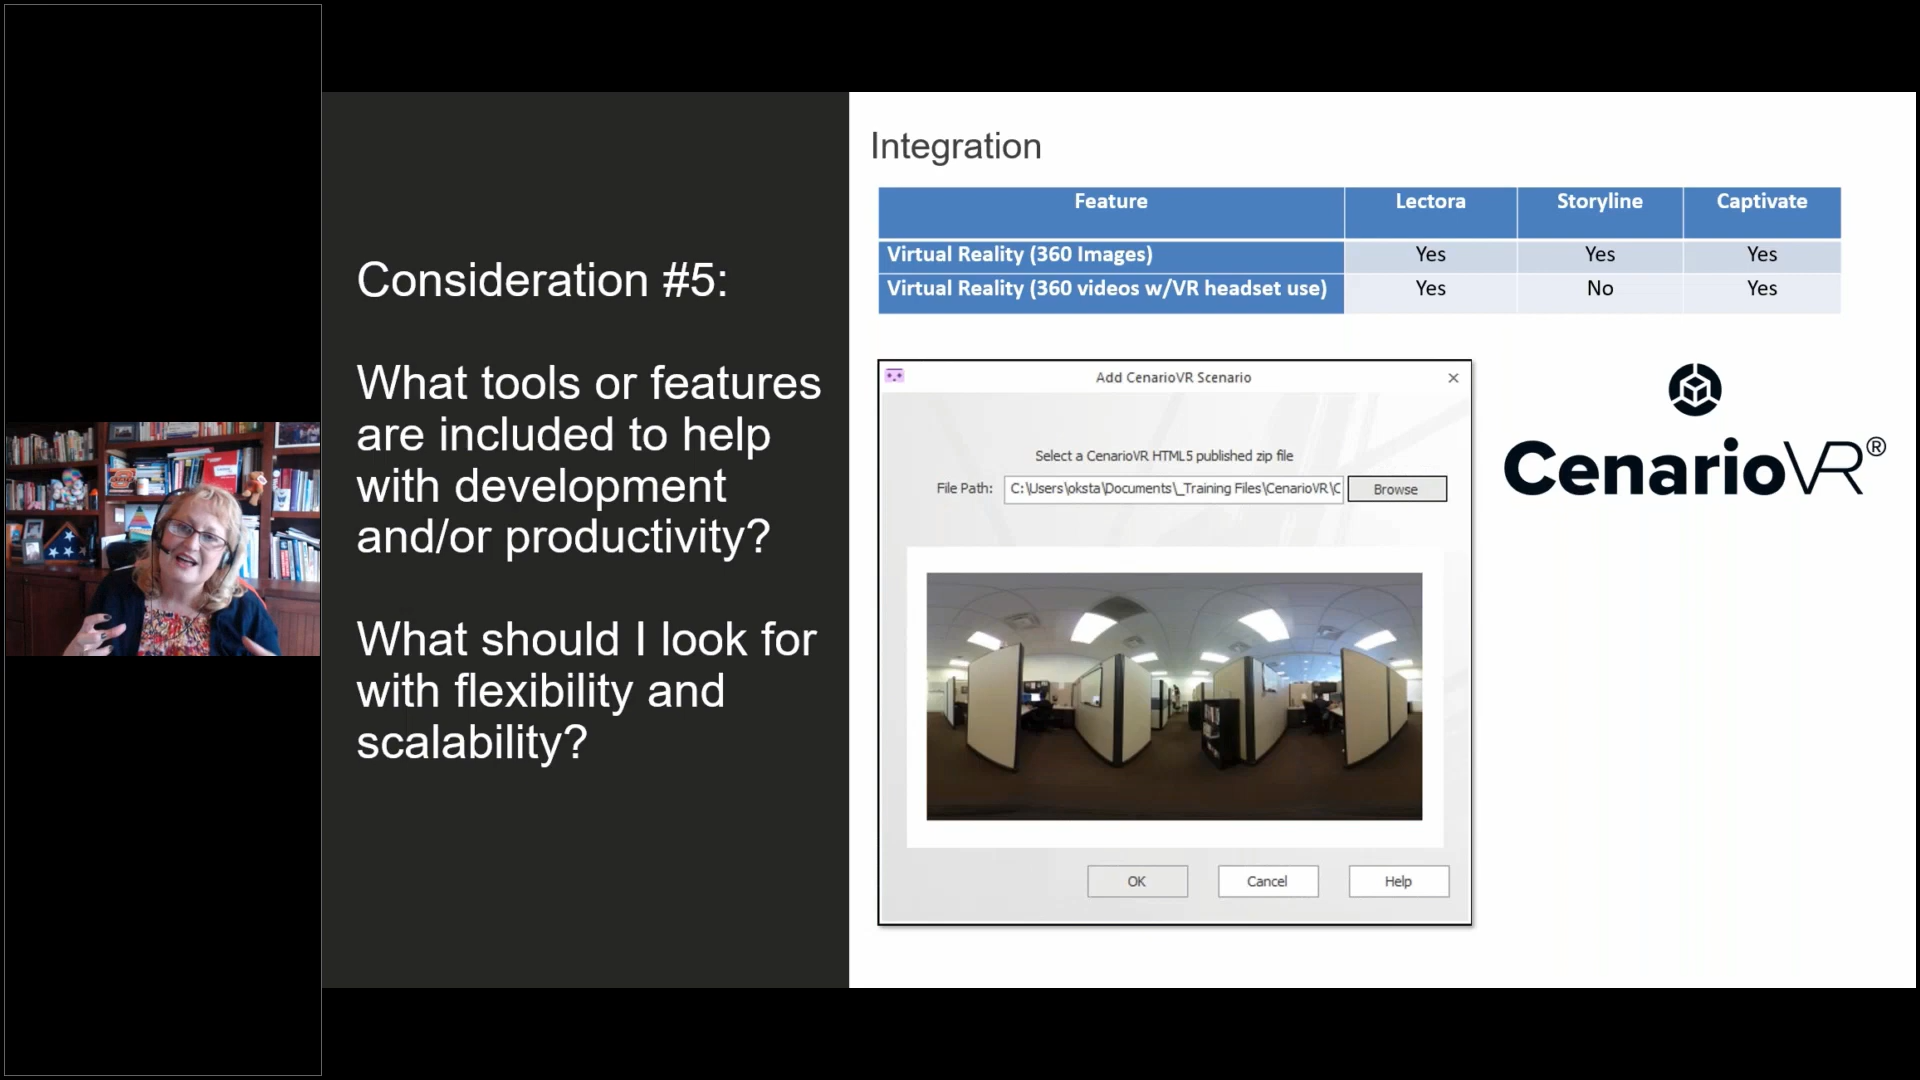 Consideration #5:
What tools or features
are included to help
with development
and/or productivity?
What should I look for
with flexibility and
scalability?
Integration
Feature Lectora Storyline Captivate
Virtual Reality (360 Images) Yes Yes Yes
Virtual Reality (360 videos w/VR headset use) Yes No Yes
Add CenarioVR Scenario
Select a CenarioVR HTML5 published zip file
File Path: C:\Users\oksta\Documents\_Training Files\CenarioVR\C Browse
OK Cancel Help
CenarioVR®